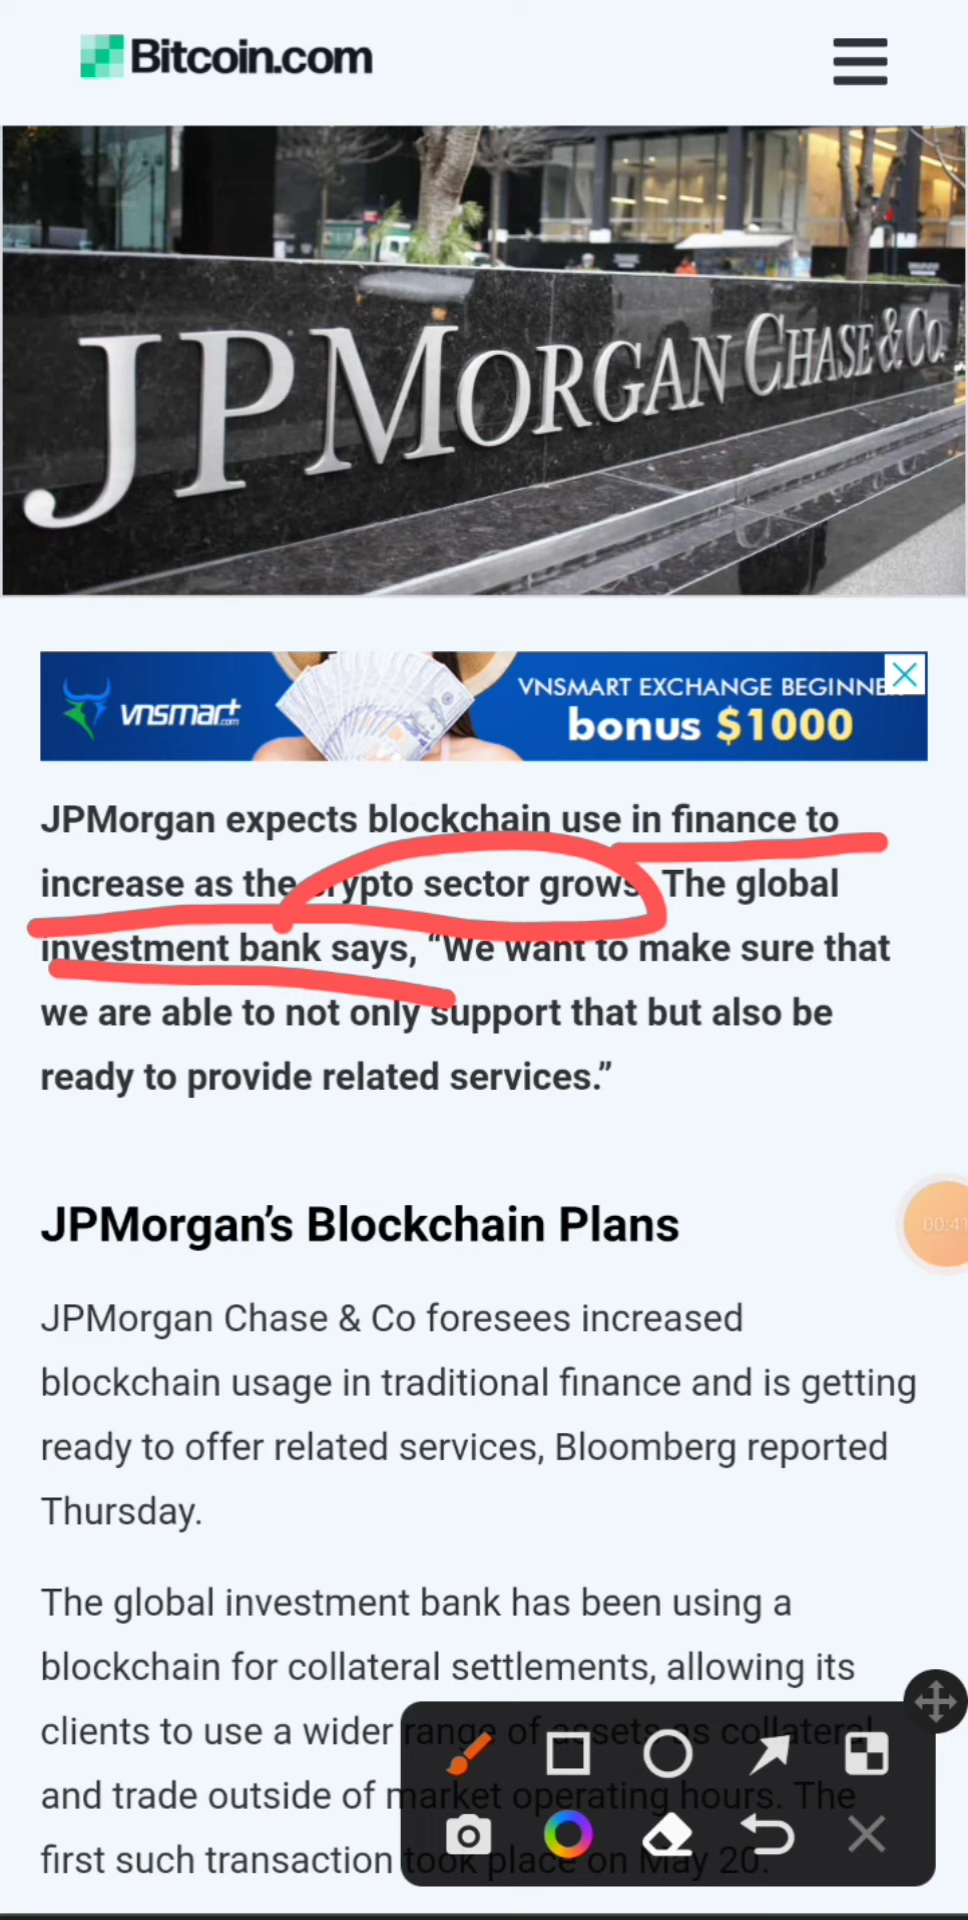 Bitcoin.com
JPMORGAN CHASE & CO.
vnsmart.com
VNSMART EXCHANGE BEGINNE
bonus $1000
JPMorgan expects blockchain use in finance to
increase as the crypto sector grows. The global
investment bank says, “We want to make sure that
we are able to not only support that but also be
ready to provide related services.”
JPMorgan’s Blockchain Plans
00:41
JPMorgan Chase & Co foresees increased
blockchain usage in traditional finance and is getting
ready to offer related services, Bloomberg reported
Thursday.
The global investment bank has been using a
blockchain for collateral settlements, allowing its
clients to use a wider range of assets as collateral
and trade outside of market operating hours. The
first such transaction took place on May 20.